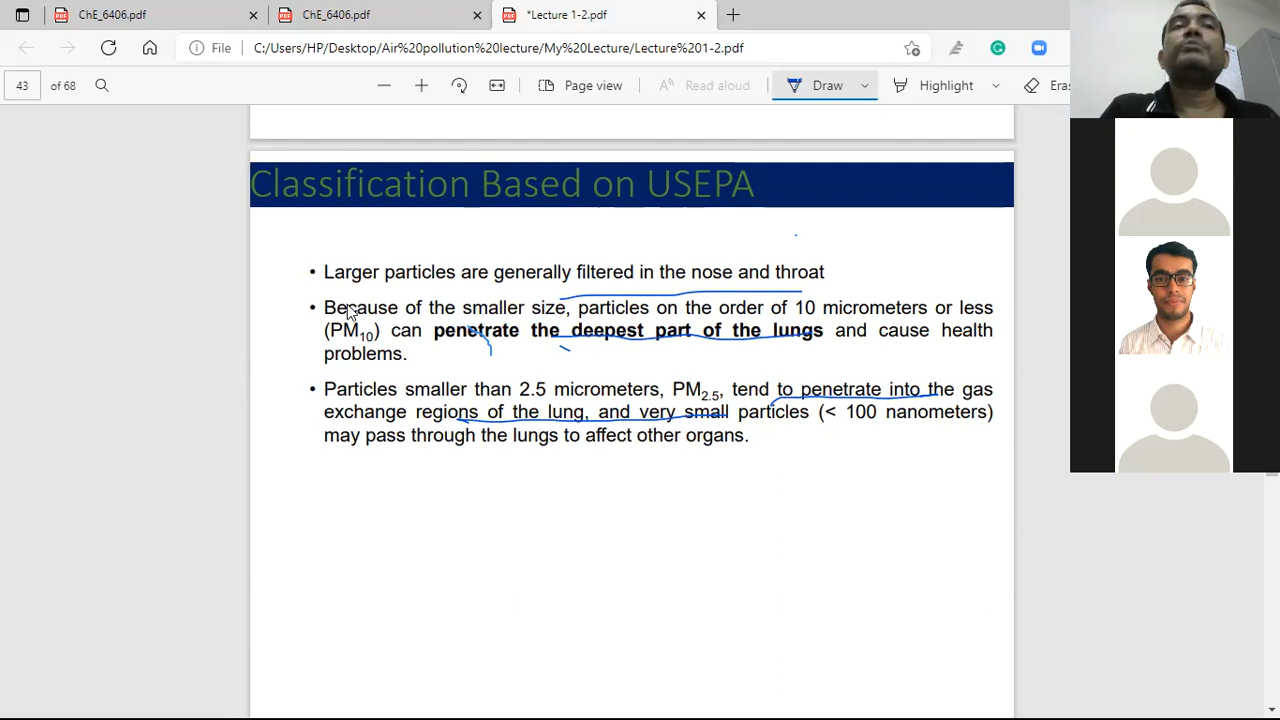 ChE_6406.pdf
ChE_6406.pdf
*Lecture 1-2.pdf
File
C:/Users/HP/Desktop/Air%20pollution%20lecture/My%20Lecture/Lecture%201-2.pdf
43 of 68
Page view
Read aloud
Draw
Highlight
Eras
Classification Based on USEPA
• Larger particles are generally filtered in the nose and throat
• Because of the smaller size, particles on the order of 10 micrometers or less
(PM10) can penetrate the deepest part of the lungs and cause health
problems.
• Particles smaller than 2.5 micrometers, PM2.5, tend to penetrate into the gas
exchange regions of the lung, and very small particles (< 100 nanometers)
may pass through the lungs to affect other organs.